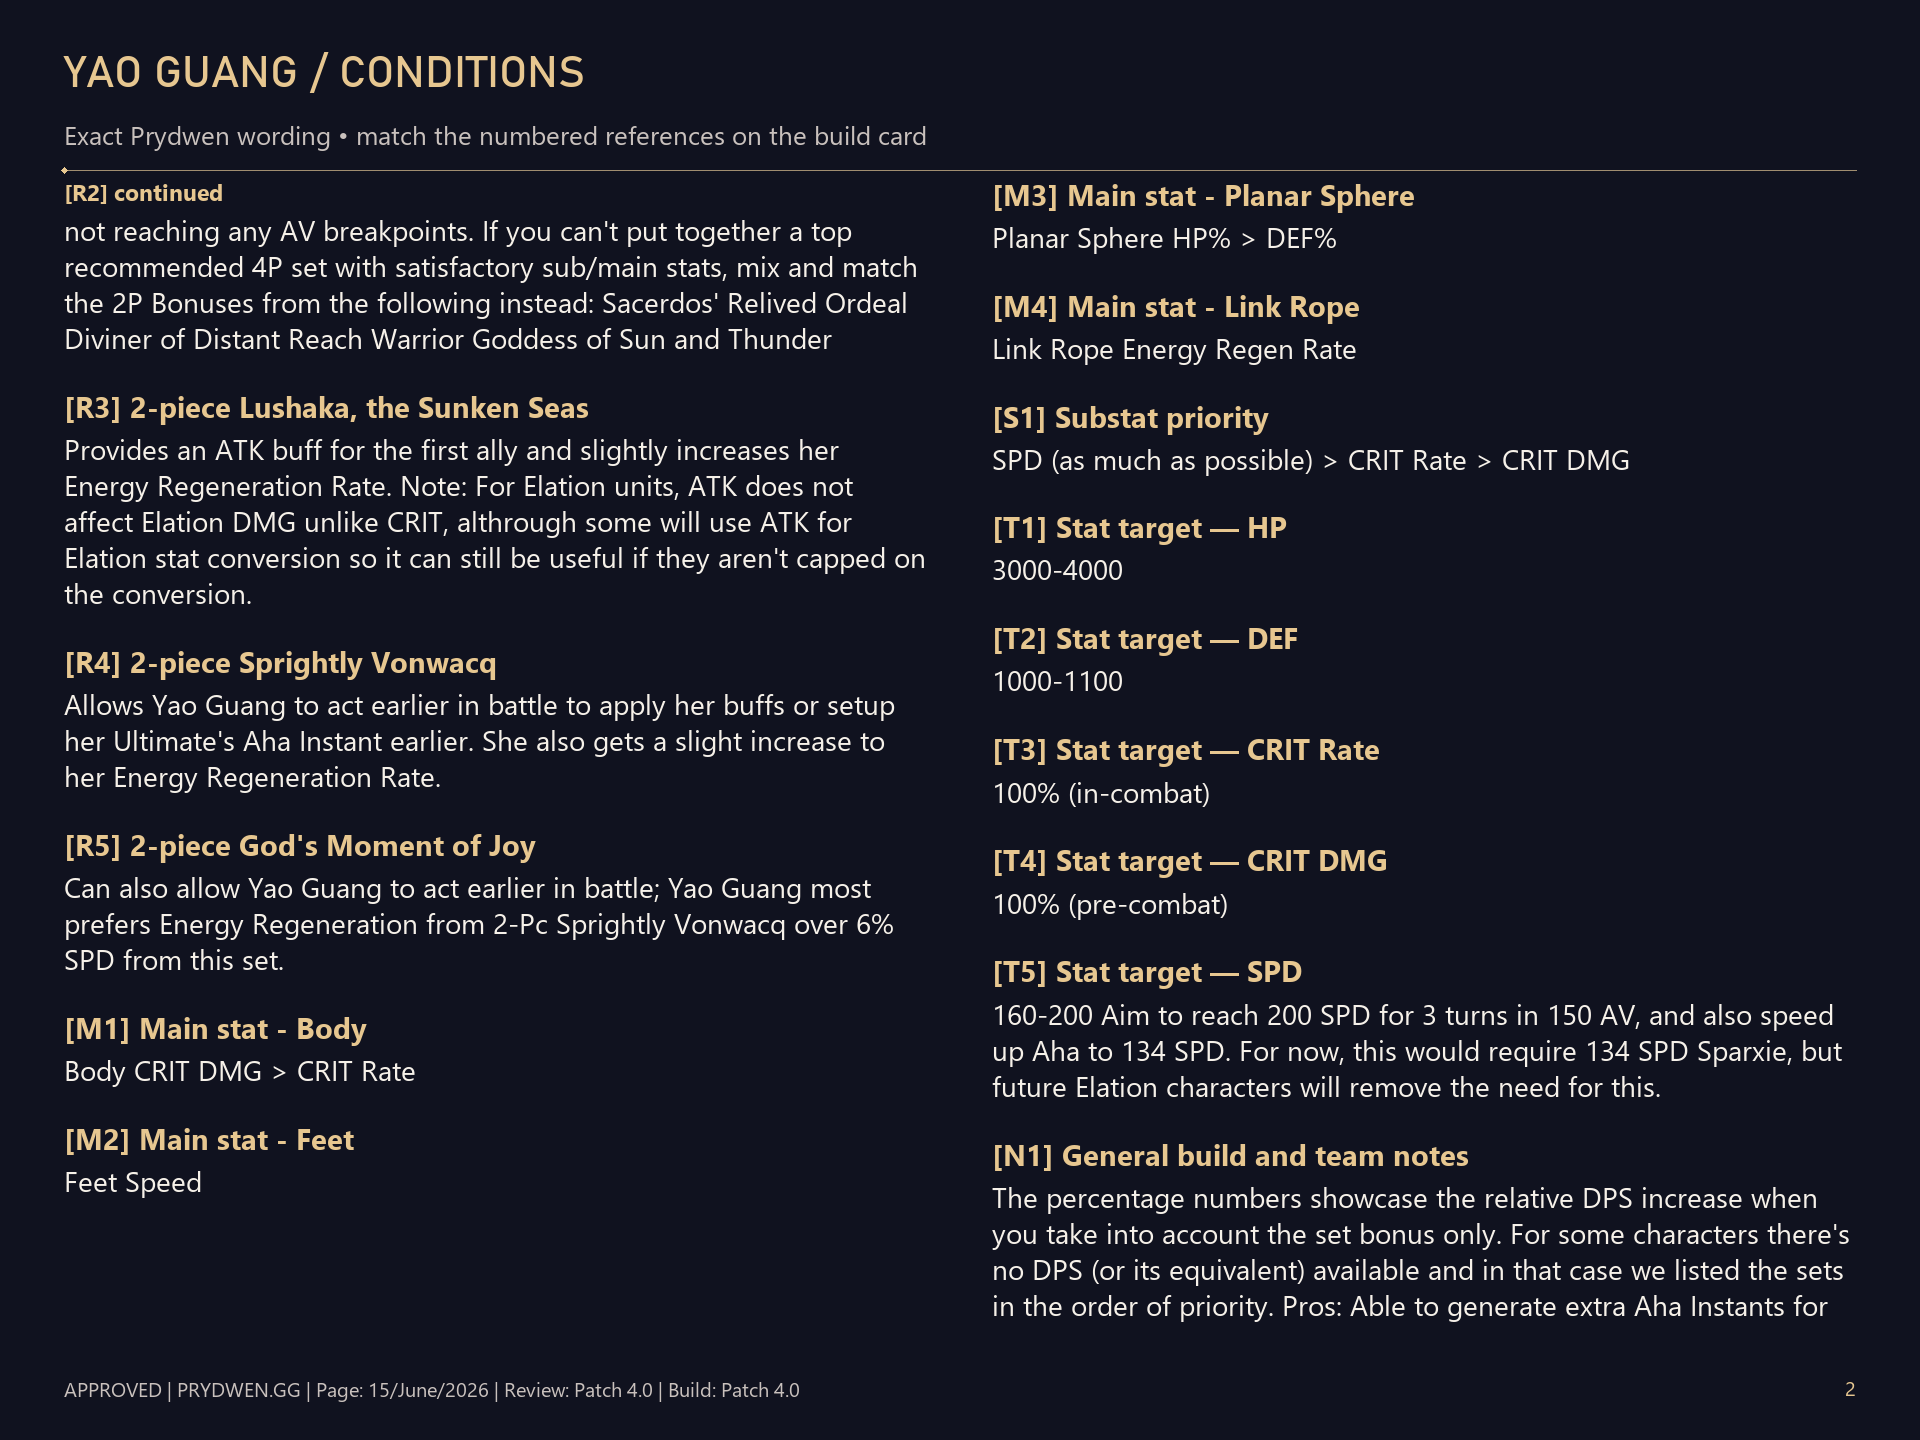 YAO GUANG / CONDITIONS
Exact Prydwen wording • match the numbered references on the build card
[R2] continued
not reaching any AV breakpoints. If you can't put together a top
recommended 4P set with satisfactory sub/main stats, mix and match
the 2P Bonuses from the following instead: Sacerdos' Relived Ordeal
Diviner of Distant Reach Warrior Goddess of Sun and Thunder
[R3] 2-piece Lushaka, the Sunken Seas
Provides an ATK buff for the first ally and slightly increases her
Energy Regeneration Rate. Note: For Elation units, ATK does not
affect Elation DMG unlike CRIT, althrough some will use ATK for
Elation stat conversion so it can still be useful if they aren't capped on
the conversion.
[R4] 2-piece Sprightly Vonwacq
Allows Yao Guang to act earlier in battle to apply her buffs or setup
her Ultimate's Aha Instant earlier. She also gets a slight increase to
her Energy Regeneration Rate.
[R5] 2-piece God's Moment of Joy
Can also allow Yao Guang to act earlier in battle; Yao Guang most
prefers Energy Regeneration from 2-Pc Sprightly Vonwacq over 6%
SPD from this set.
[M1] Main stat - Body
Body CRIT DMG > CRIT Rate
[M2] Main stat - Feet
Feet Speed
[M3] Main stat - Planar Sphere
Planar Sphere HP% > DEF%
[M4] Main stat - Link Rope
Link Rope Energy Regen Rate
[S1] Substat priority
SPD (as much as possible) > CRIT Rate > CRIT DMG
[T1] Stat target — HP
3000-4000
[T2] Stat target — DEF
1000-1100
[T3] Stat target — CRIT Rate
100% (in-combat)
[T4] Stat target — CRIT DMG
100% (pre-combat)
[T5] Stat target — SPD
160-200 Aim to reach 200 SPD for 3 turns in 150 AV, and also speed
up Aha to 134 SPD. For now, this would require 134 SPD Sparxie, but
future Elation characters will remove the need for this.
[N1] General build and team notes
The percentage numbers showcase the relative DPS increase when
you take into account the set bonus only. For some characters there's
no DPS (or its equivalent) available and in that case we listed the sets
in the order of priority. Pros: Able to generate extra Aha Instants for
APPROVED | PRYDWEN.GG | Page: 15/June/2026 | Review: Patch 4.0 | Build: Patch 4.0
2